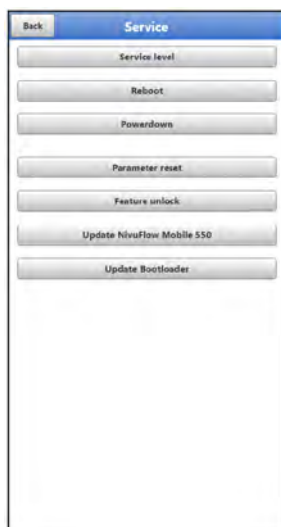 Back
Service
Service level
Reboot
Powerdown
Parameter reset
Feature unlock
Update NivuFlow Mobile 550
Update Bootloader